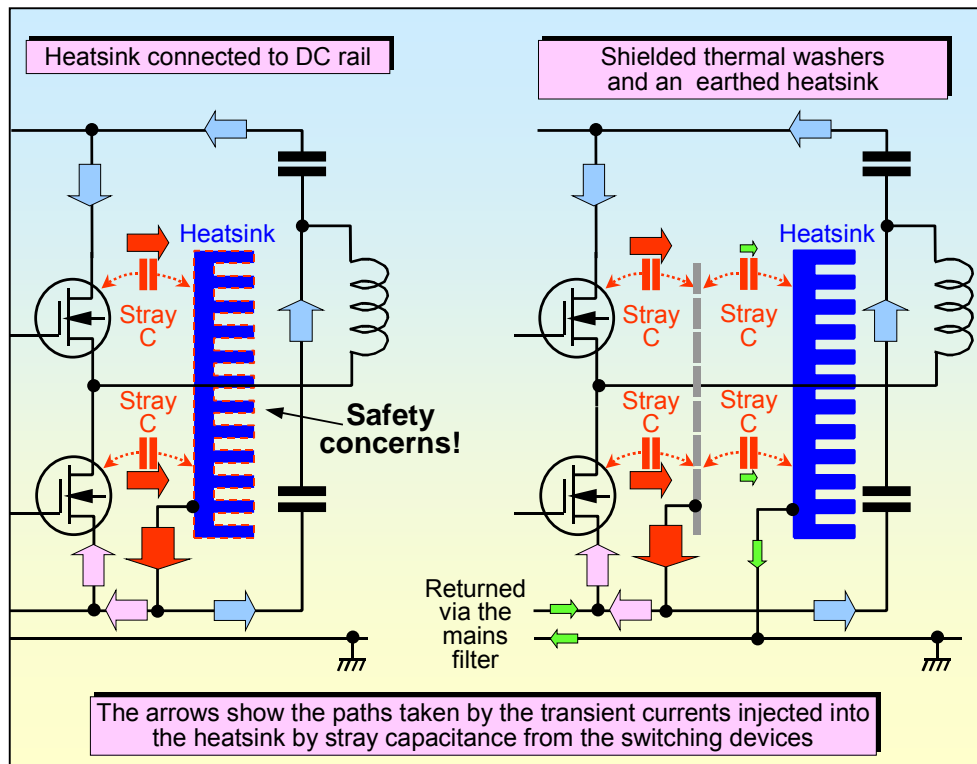 Heatsink connected to DC rail
Shielded thermal washers
and an earthed heatsink
Heatsink
Stray
C
Stray
C
Safety
concerns!
Heatsink
Stray
C
Stray
C
Stray
C
Stray
C
Returned
via the
mains
filter
The arrows show the paths taken by the transient currents injected into
the heatsink by stray capacitance from the switching devices